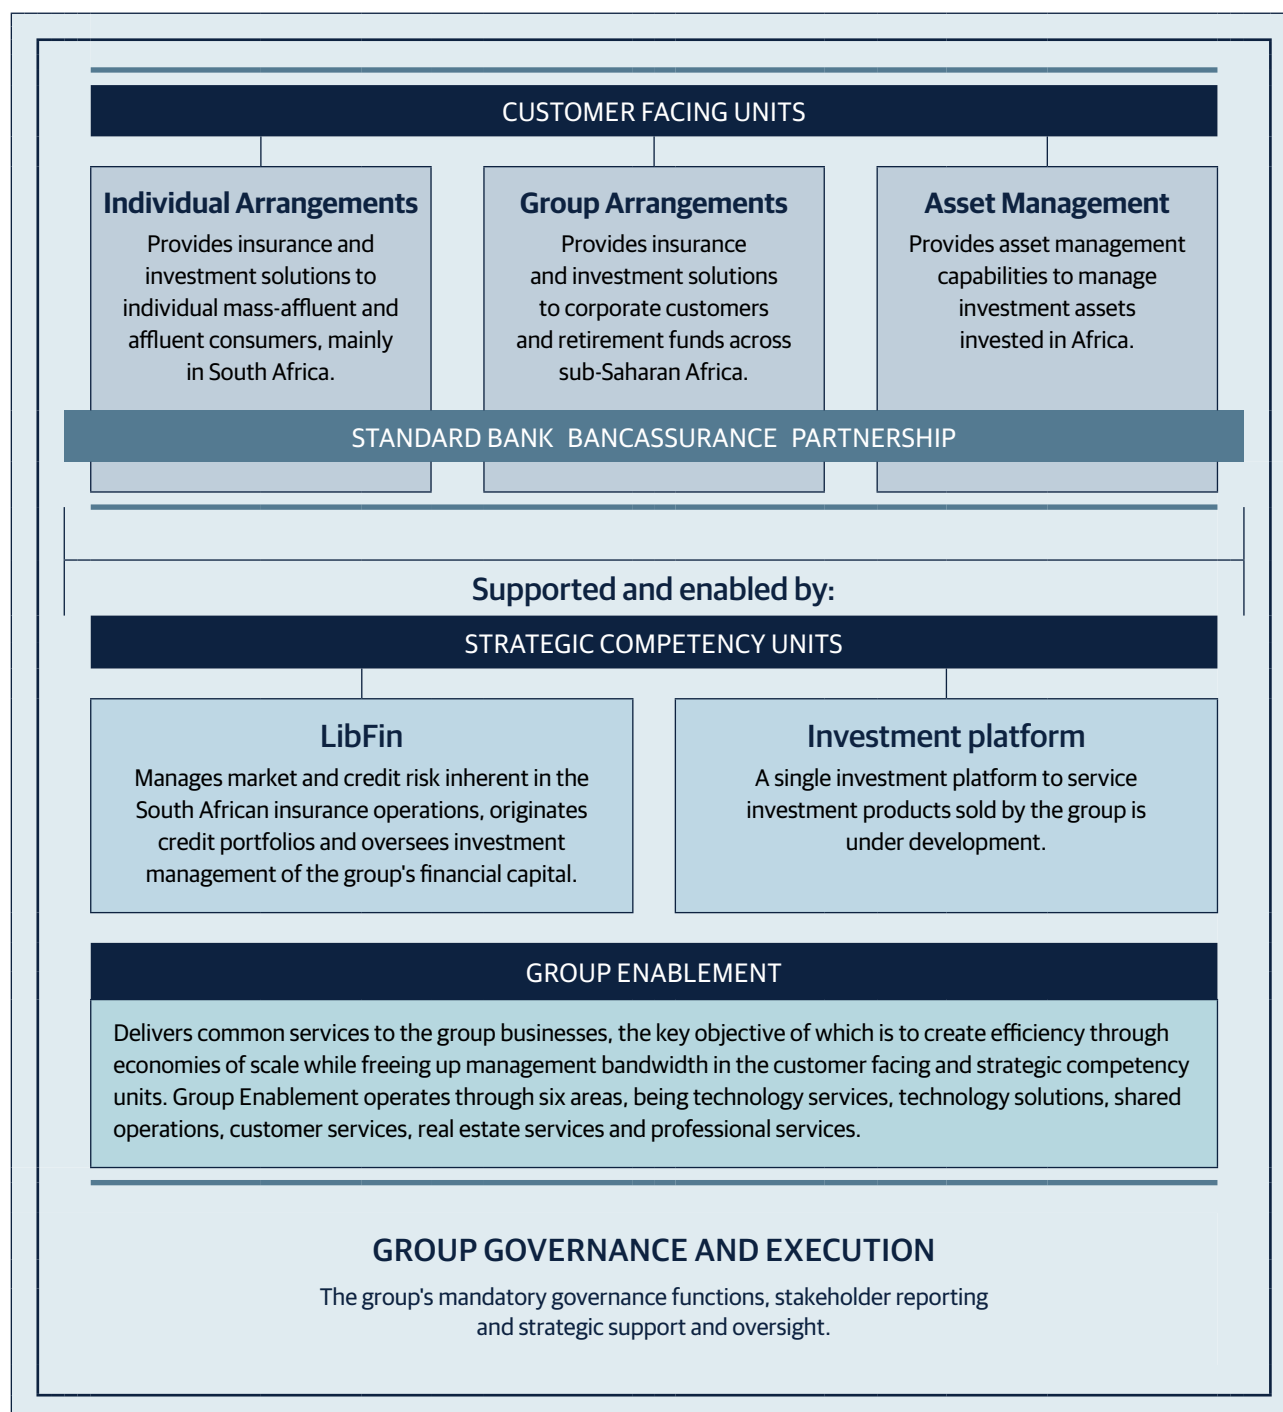 CUSTOMER FACING UNITS
Individual Arrangements
Provides insurance and
investment solutions to
individual mass-affluent and
affluent consumers, mainly
in South Africa.
Group Arrangements
Provides insurance
and investment solutions
to corporate customers
and retirement funds across
sub-Saharan Africa.
Asset Management
Provides asset management
capabilities to manage
investment assets
invested in Africa.
STANDARD BANK BANCASSURANCE PARTNERSHIP
Supported and enabled by:
STRATEGIC COMPETENCY UNITS
LibFin
Manages market and credit risk inherent in the
South African insurance operations, originates
credit portfolios and oversees investment
management of the group's financial capital.
Investment platform
A single investment platform to service
investment products sold by the group is
under development.
GROUP ENABLEMENT
Delivers common services to the group businesses, the key objective of which is to create efficiency through
economies of scale while freeing up management bandwidth in the customer facing and strategic competency
units. Group Enablement operates through six areas, being technology services, technology solutions, shared
operations, customer services, real estate services and professional services.
GROUP GOVERNANCE AND EXECUTION
The group's mandatory governance functions, stakeholder reporting
and strategic support and oversight.